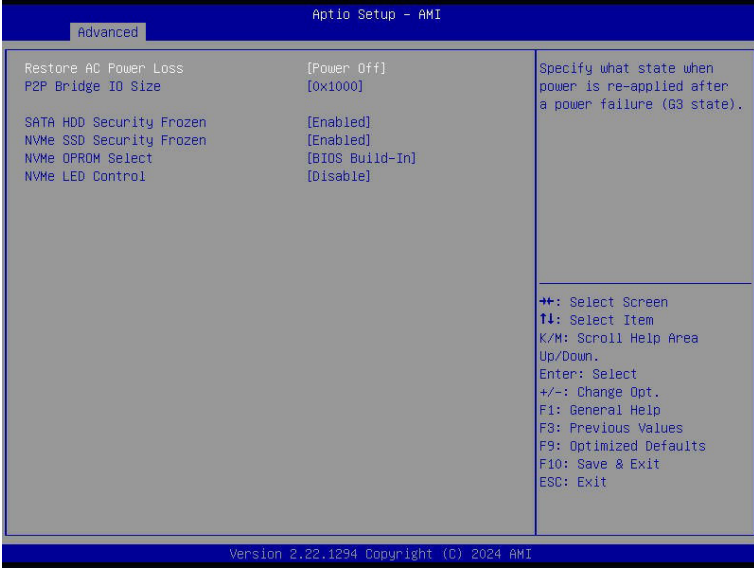 Aptio Setup – AMI
Advanced
Restore AC Power Loss [Power Off]
P2P Bridge IO Size [0x1000]
SATA HDD Security Frozen [Enabled]
NVMe SSD Security Frozen [Enabled]
NVMe OPROM Select [BIOS Build-In]
NVMe LED Control [Disable]
Specify what state when
power is re-applied after
a power failure (G3 state).
→←: Select Screen
↑↓: Select Item
K/M: Scroll Help Area
Up/Down.
Enter: Select
+/-: Change Opt.
F1: General Help
F3: Previous Values
F9: Optimized Defaults
F10: Save & Exit
ESC: Exit
Version 2.22.1294 Copyright (C) 2024 AMI